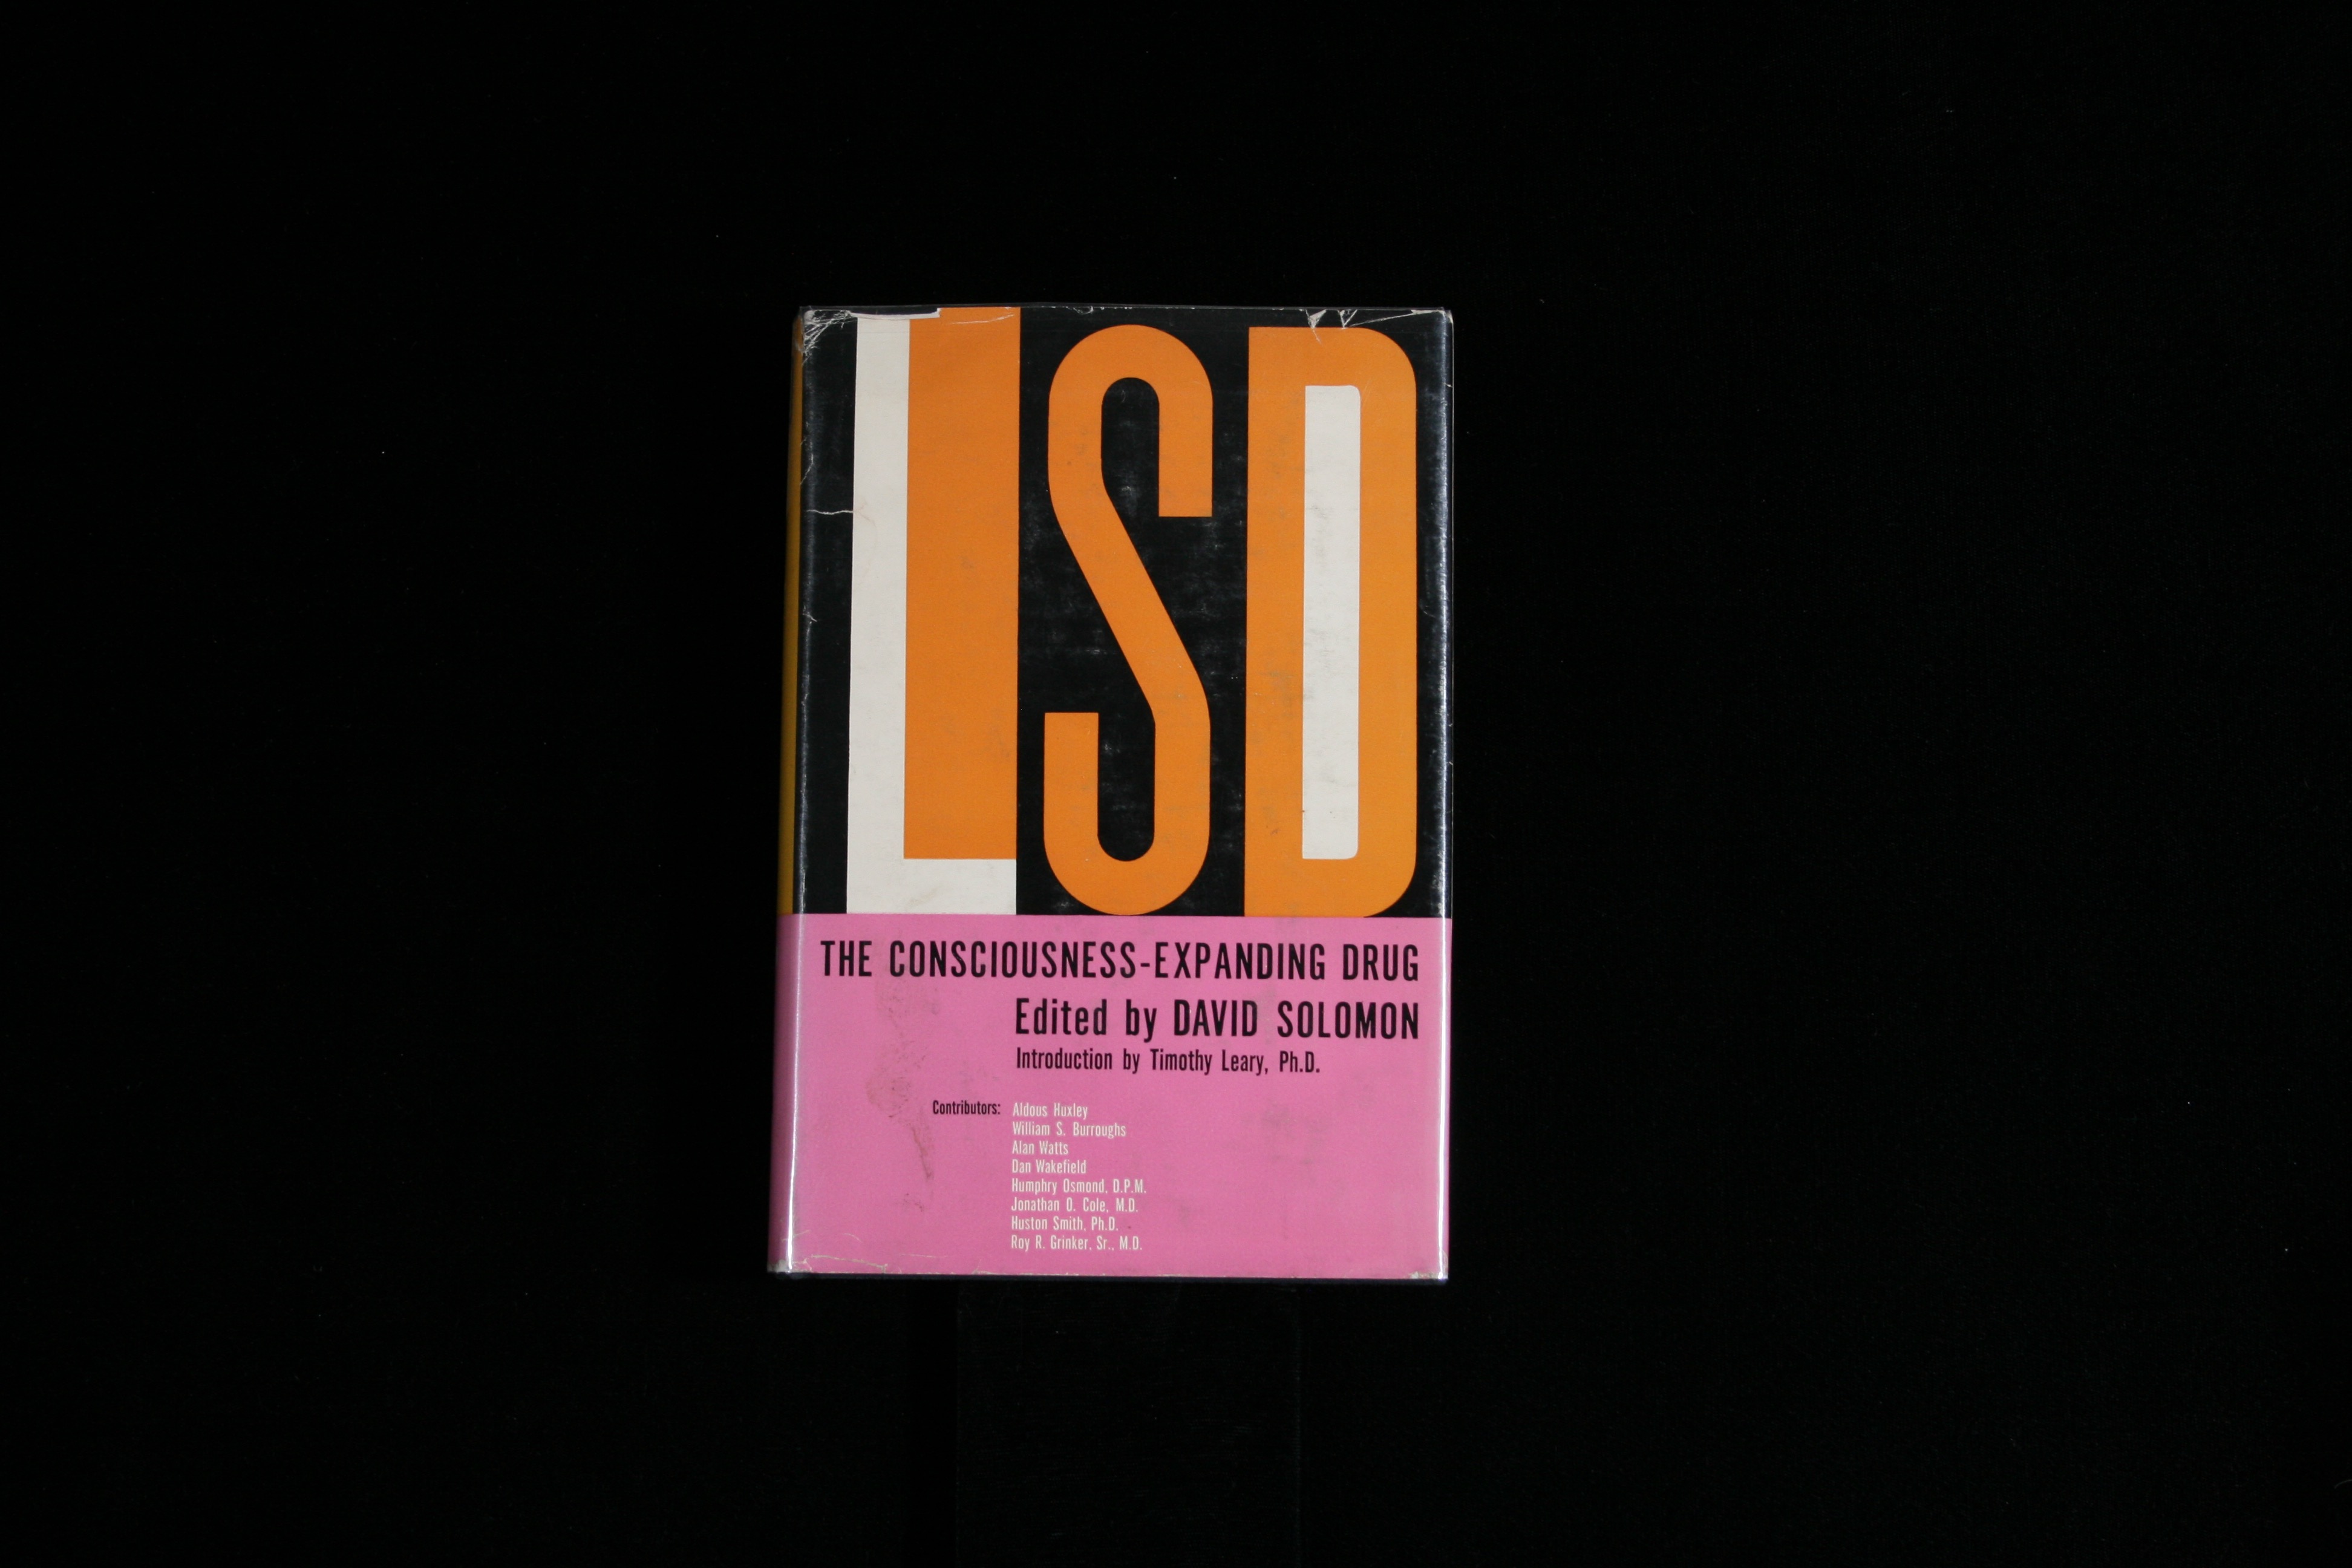 LSD
THE CONSCIOUSNESS-EXPANDING DRUG
Edited by DAVID SOLOMON
Introduction by Timothy Leary, Ph.D.
Contributors: Aldous Huxley
William S. Burroughs
Alan Watts
Dan Wakefield
Humphry Osmond, D.P.M.
Jonathan O. Cole, M.D.
Huston Smith, Ph.D.
Roy R. Grinker, Sr., M.D.